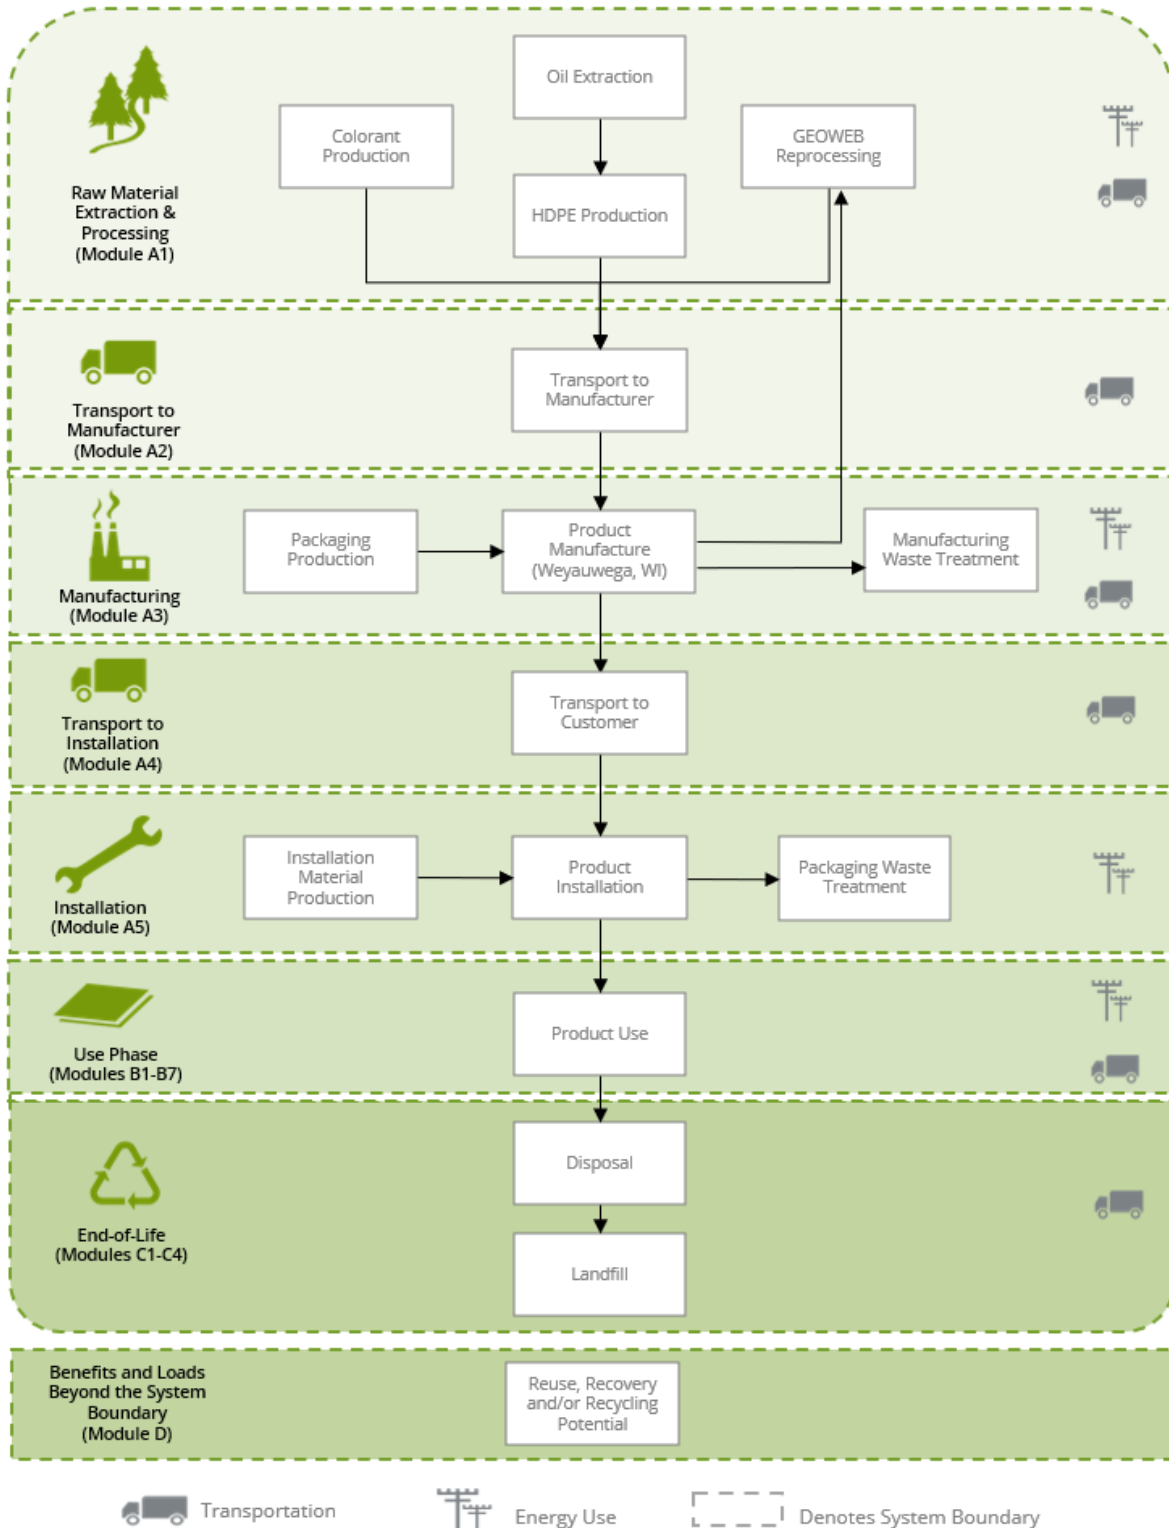 Oil Extraction
Colorant
Production
GEOWEB
Reprocessing
HDPE Production
Raw Material
Extraction &
Processing
(Module A1)
Transport to
Manufacturer
(Module A2)
Transport to
Manufacturer
Manufacturing
(Module A3)
Packaging
Production
Product
Manufacture
(Weyauwega, WI)
Manufacturing
Waste Treatment
Transport to
Installation
(Module A4)
Transport to
Customer
Installation
(Module A5)
Installation
Material
Production
Product
Installation
Packaging Waste
Treatment
Use Phase
(Modules B1-B7)
Product Use
End-of-Life
(Modules C1-C4)
Disposal
Landfill
Benefits and Loads
Beyond the System
Boundary
(Module D)
Reuse, Recovery
and/or Recycling
Potential
Transportation
Energy Use
Denotes System Boundary